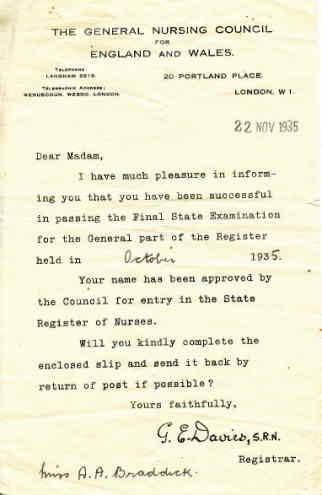 THE GENERAL NURSING COUNCIL
FOR
ENGLAND AND WALES.
TELEPHONE:
LANGHAM 2215.
TELEGRAPHIC ADDRESS:
20 PORTLAND PLACE
LONDON, W 1.
22 NOV 1935
Dear Madam,
I have much pleasure in inform-
ing you that you have been successful
in passing the Final State Examination
for the General part of the Register
held in October 1935.
Your name has been approved by
the Council for entry in the State
Register of Nurses.
Will you kindly complete the
enclosed slip and send it back by
return of post if possible?
Yours faithfully,
G. E. Davies, S.R.N.
Registrar.
Miss A. A. Braddick.